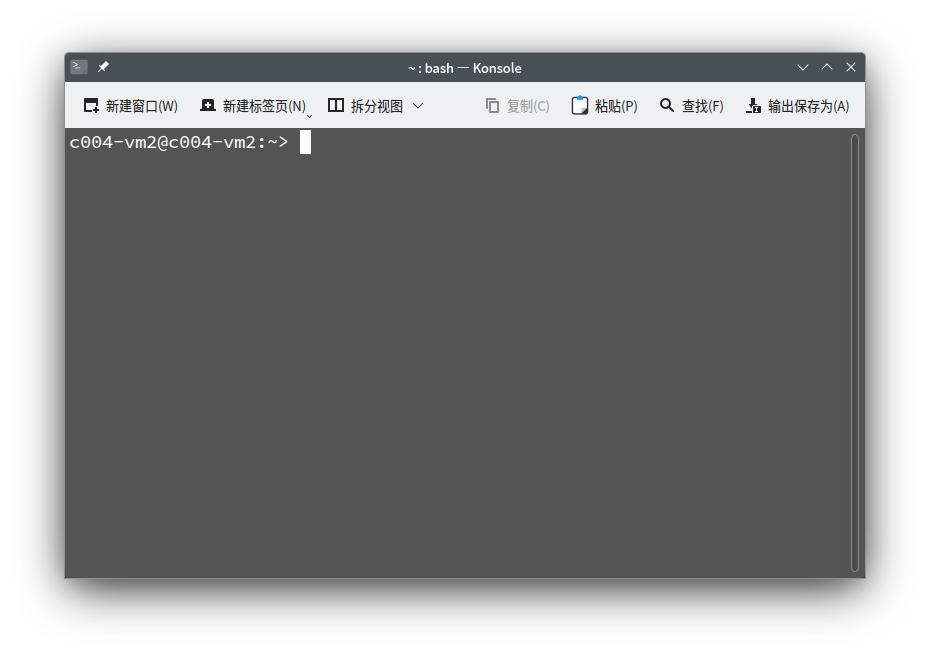 ~ : bash — Konsole
新建窗口(W) 新建标签页(N) 拆分视图 复制(C) 粘贴(P) 查找(F) 输出保存为(A)
c004-vm2@c004-vm2:~>